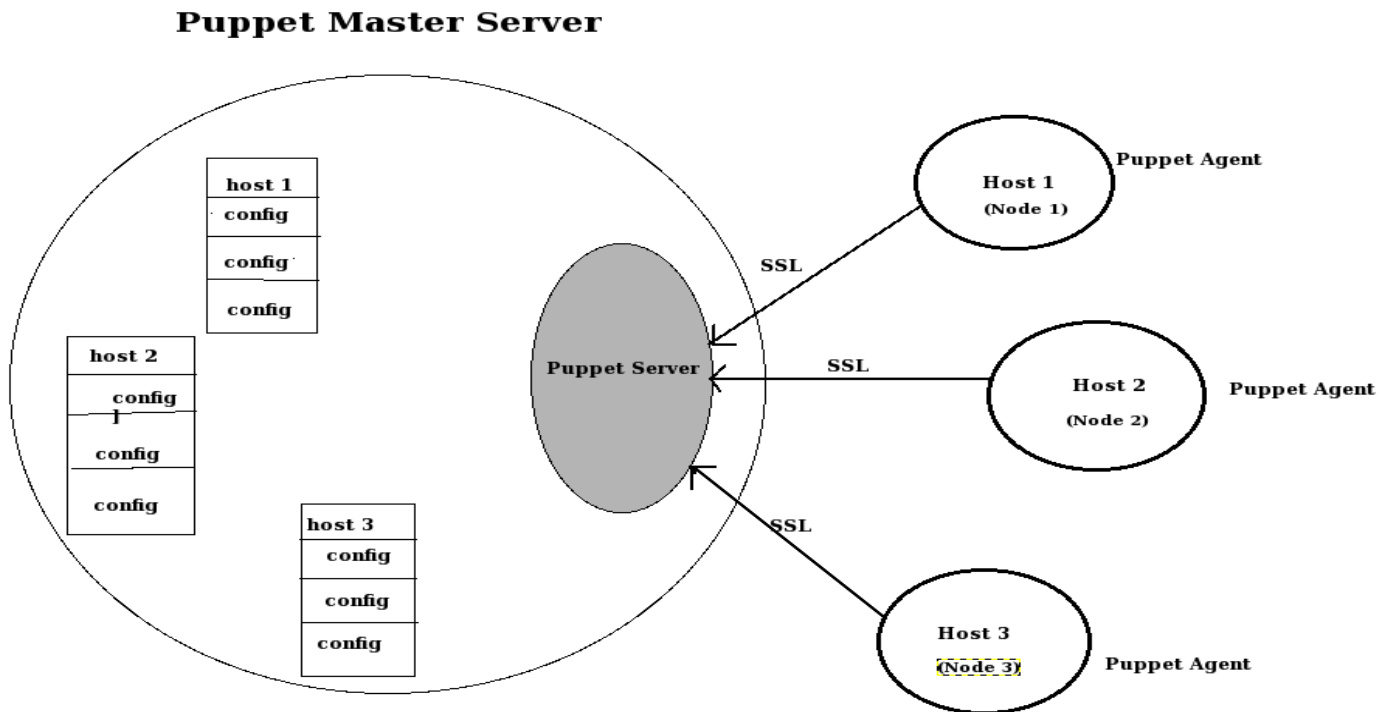 Puppet Master Server
host 1
config
config
config
host 2
config
]
config
config
host 3
config
config
config
Puppet Server
SSL
SSL
SSL
Host 1
(Node 1)
Puppet Agent
Host 2
(Node 2)
Puppet Agent
Host 3
(Node 3)
Puppet Agent